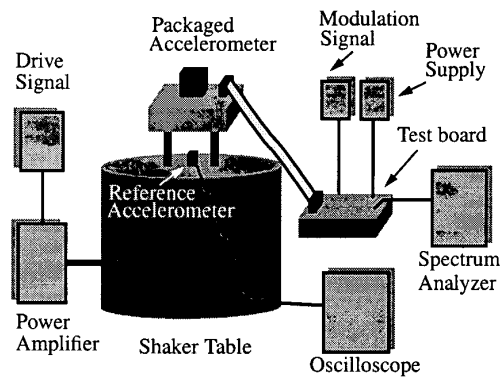 Packaged
Accelerometer
Modulation
Signal
Power
Supply
Drive
Signal
Test board
Reference
Accelerometer
Spectrum
Analyzer
Power
Amplifier
Shaker Table
Oscilloscope